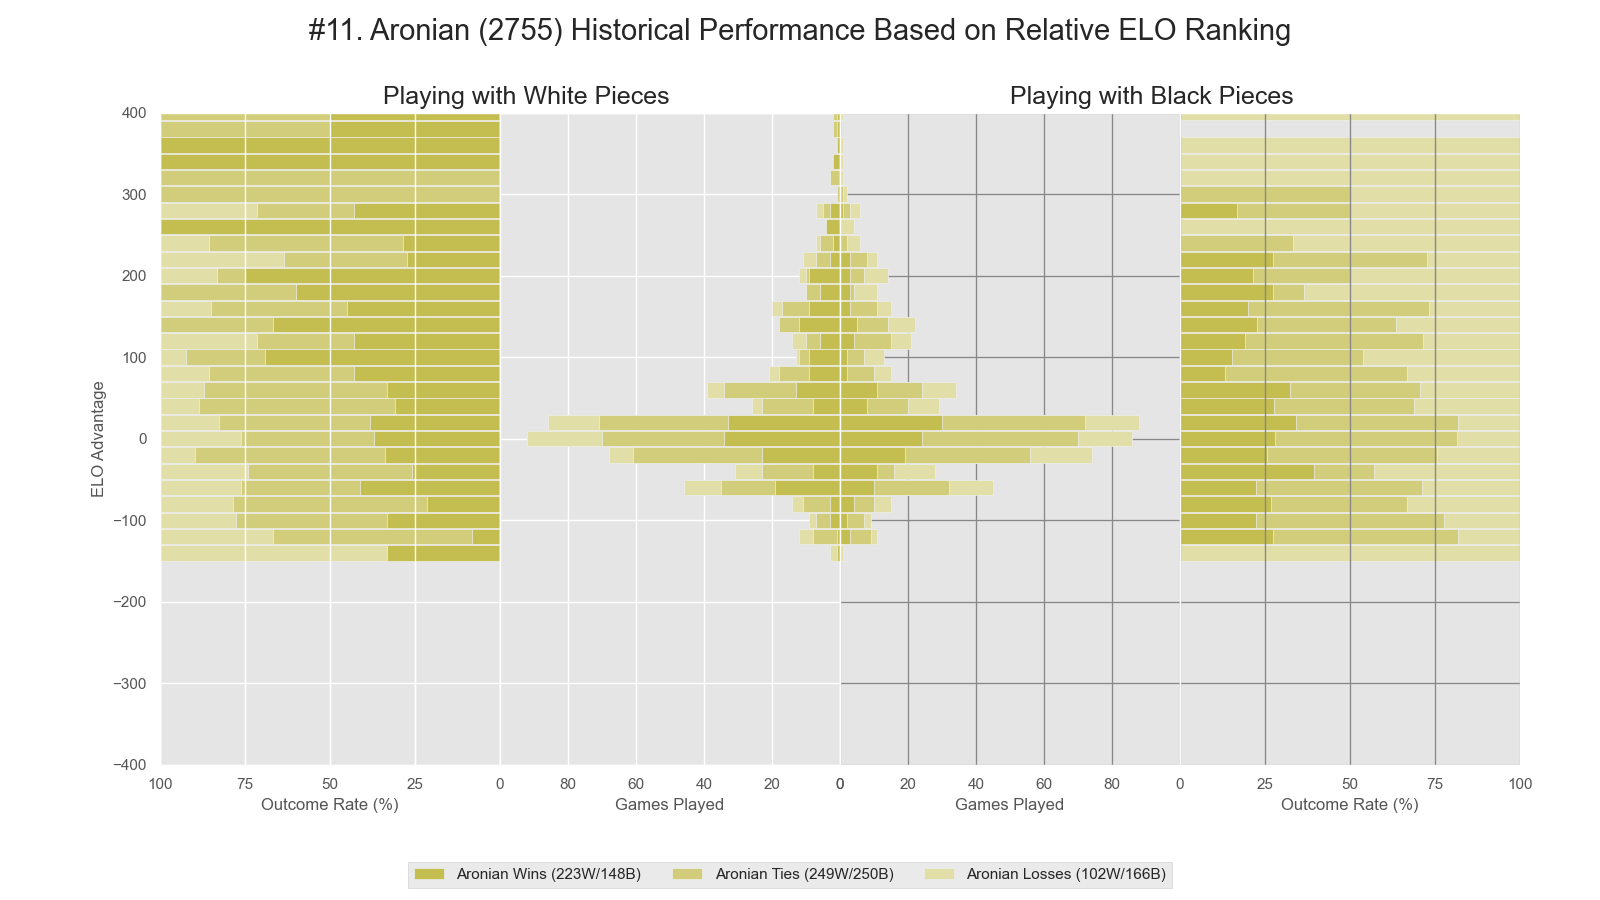 #11. Aronian (2755) Historical Performance Based on Relative ELO Ranking
Playing with White Pieces
Playing with Black Pieces
400
300
200
100
0
−100
−200
−300
−400
ELO Advantage
100 75 50 25 0 80 60 40 20 0 0 20 40 60 80 0 25 50 75 100
Outcome Rate (%) Games Played Games Played Outcome Rate (%)
Aronian Wins (223W/148B) Aronian Ties (249W/250B) Aronian Losses (102W/166B)